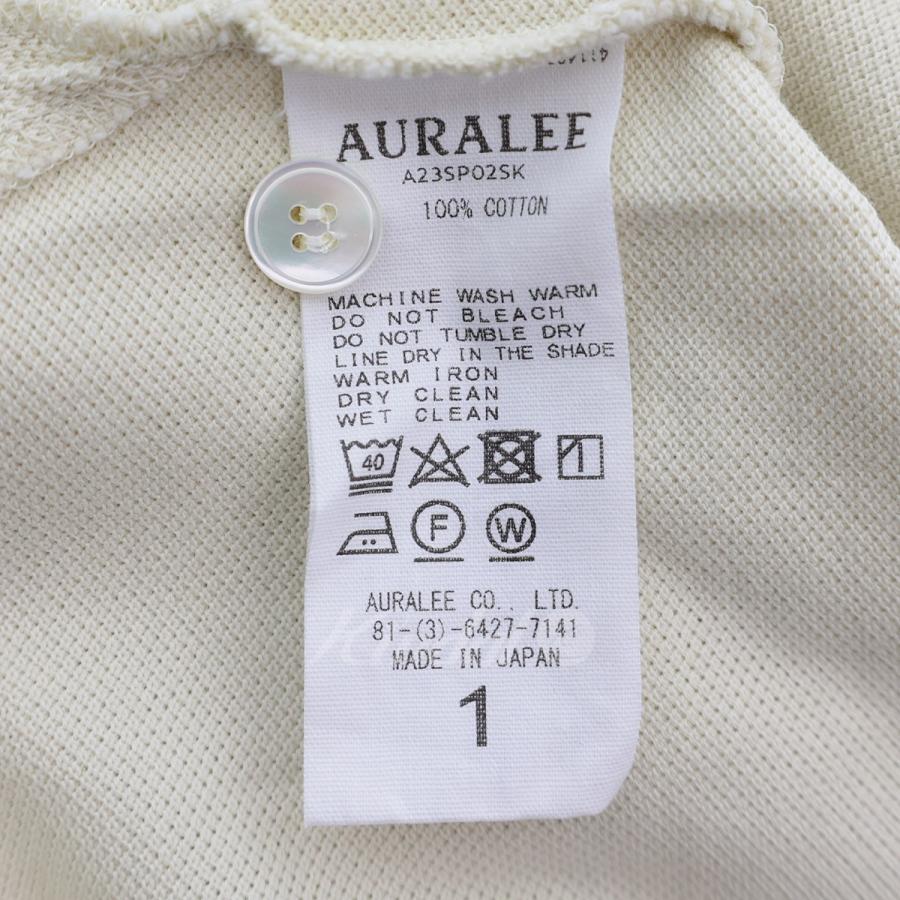 AURALEE
A23SP02SK
100% COTTON
MACHINE WASH WARM
DO NOT BLEACH
DO NOT TUMBLE DRY
LINE DRY IN THE SHADE
WARM IRON
DRY CLEAN
WET CLEAN
40
F W
AURALEE CO., LTD.
81-(3)-6427-7141
MADE IN JAPAN
1